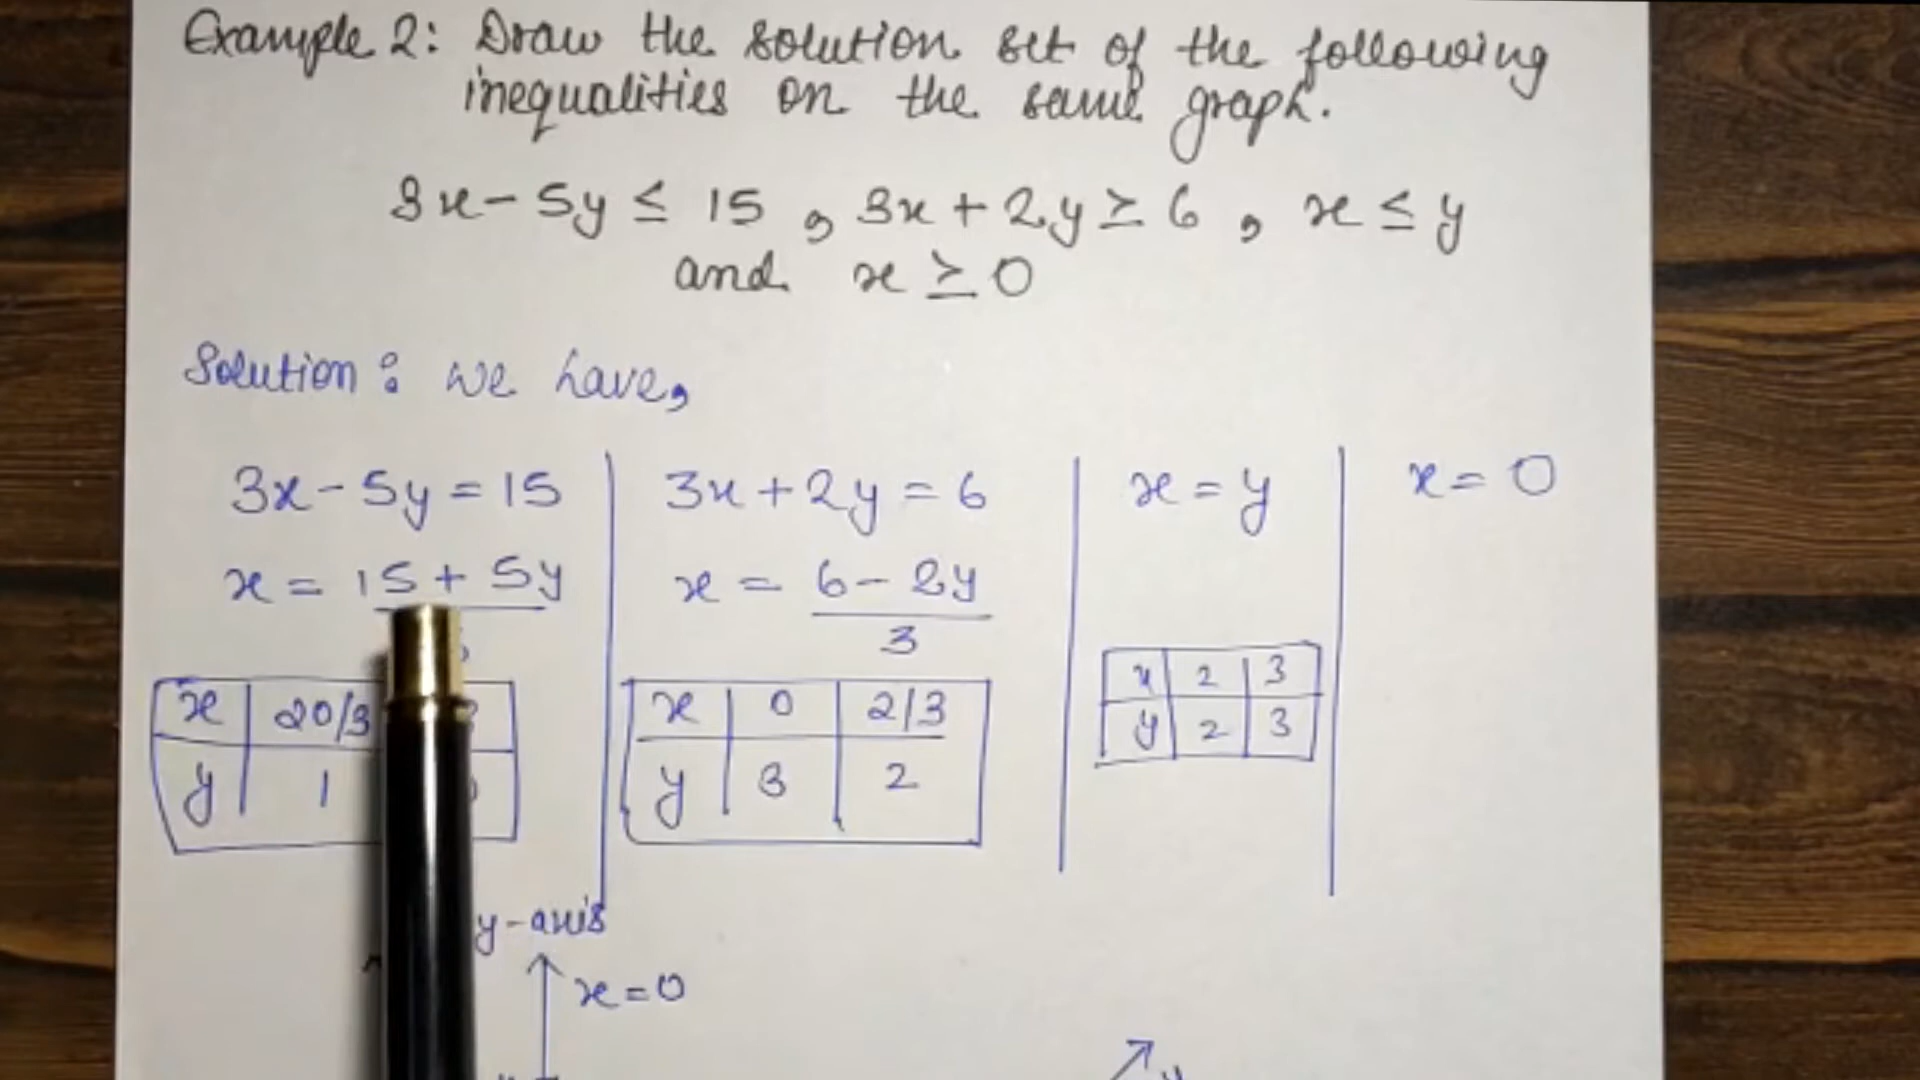 Example 2: Draw the solution set of the following
inequalities on the same graph.
3x - 5y ≤ 15 , 3x + 2y ≥ 6 , x ≤ y
and x ≥ 0
Solution: we have,
3x - 5y = 15
x = 15 + 5y
x 20/3
y 1
3x + 2y = 6
x = 6 - 2y
3
x 0 2/3
y 3 2
x = y
x 2 3
y 2 3
x = 0
y-axis
x = 0